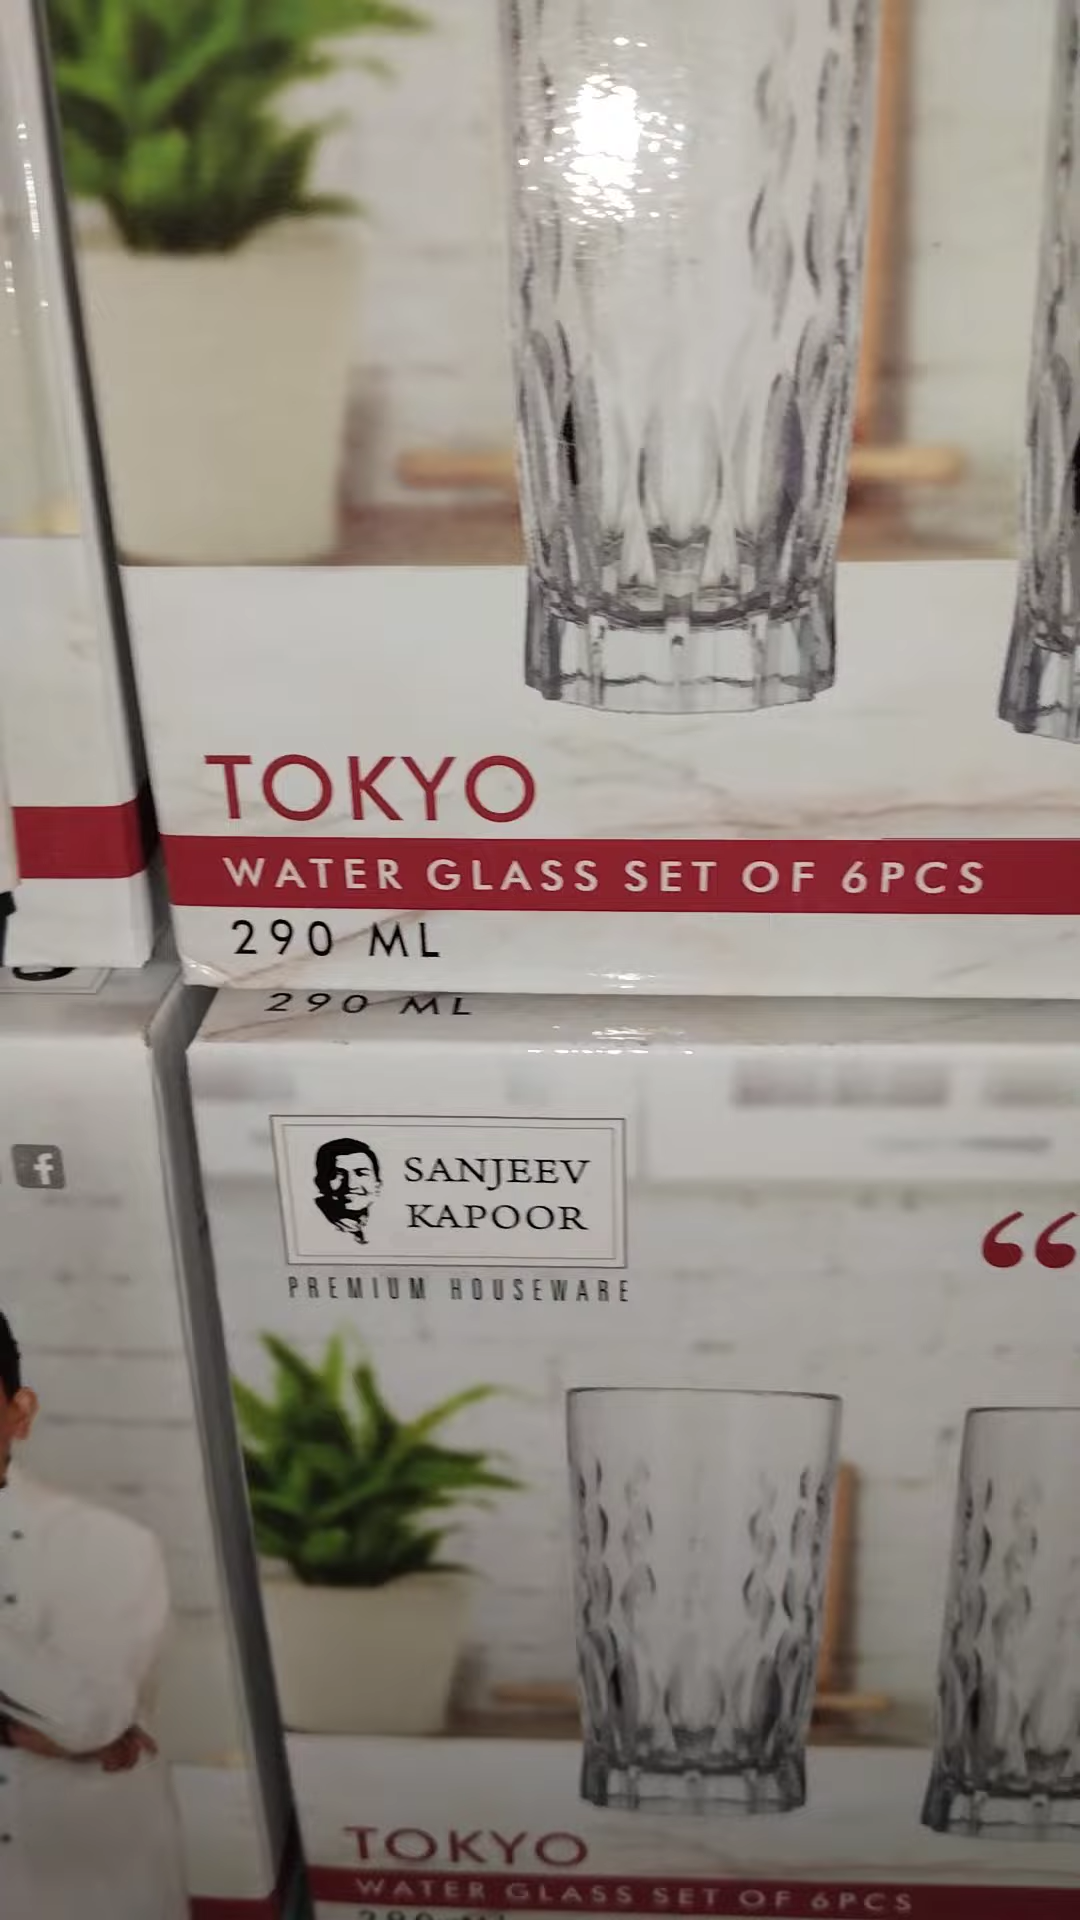 TOKYO
WATER GLASS SET OF 6PCS
290 ML
290 ML
f
SANJEEV
KAPOOR
PREMIUM HOUSEWARE
“
TOKYO
WATER GLASS SET OF 6PCS